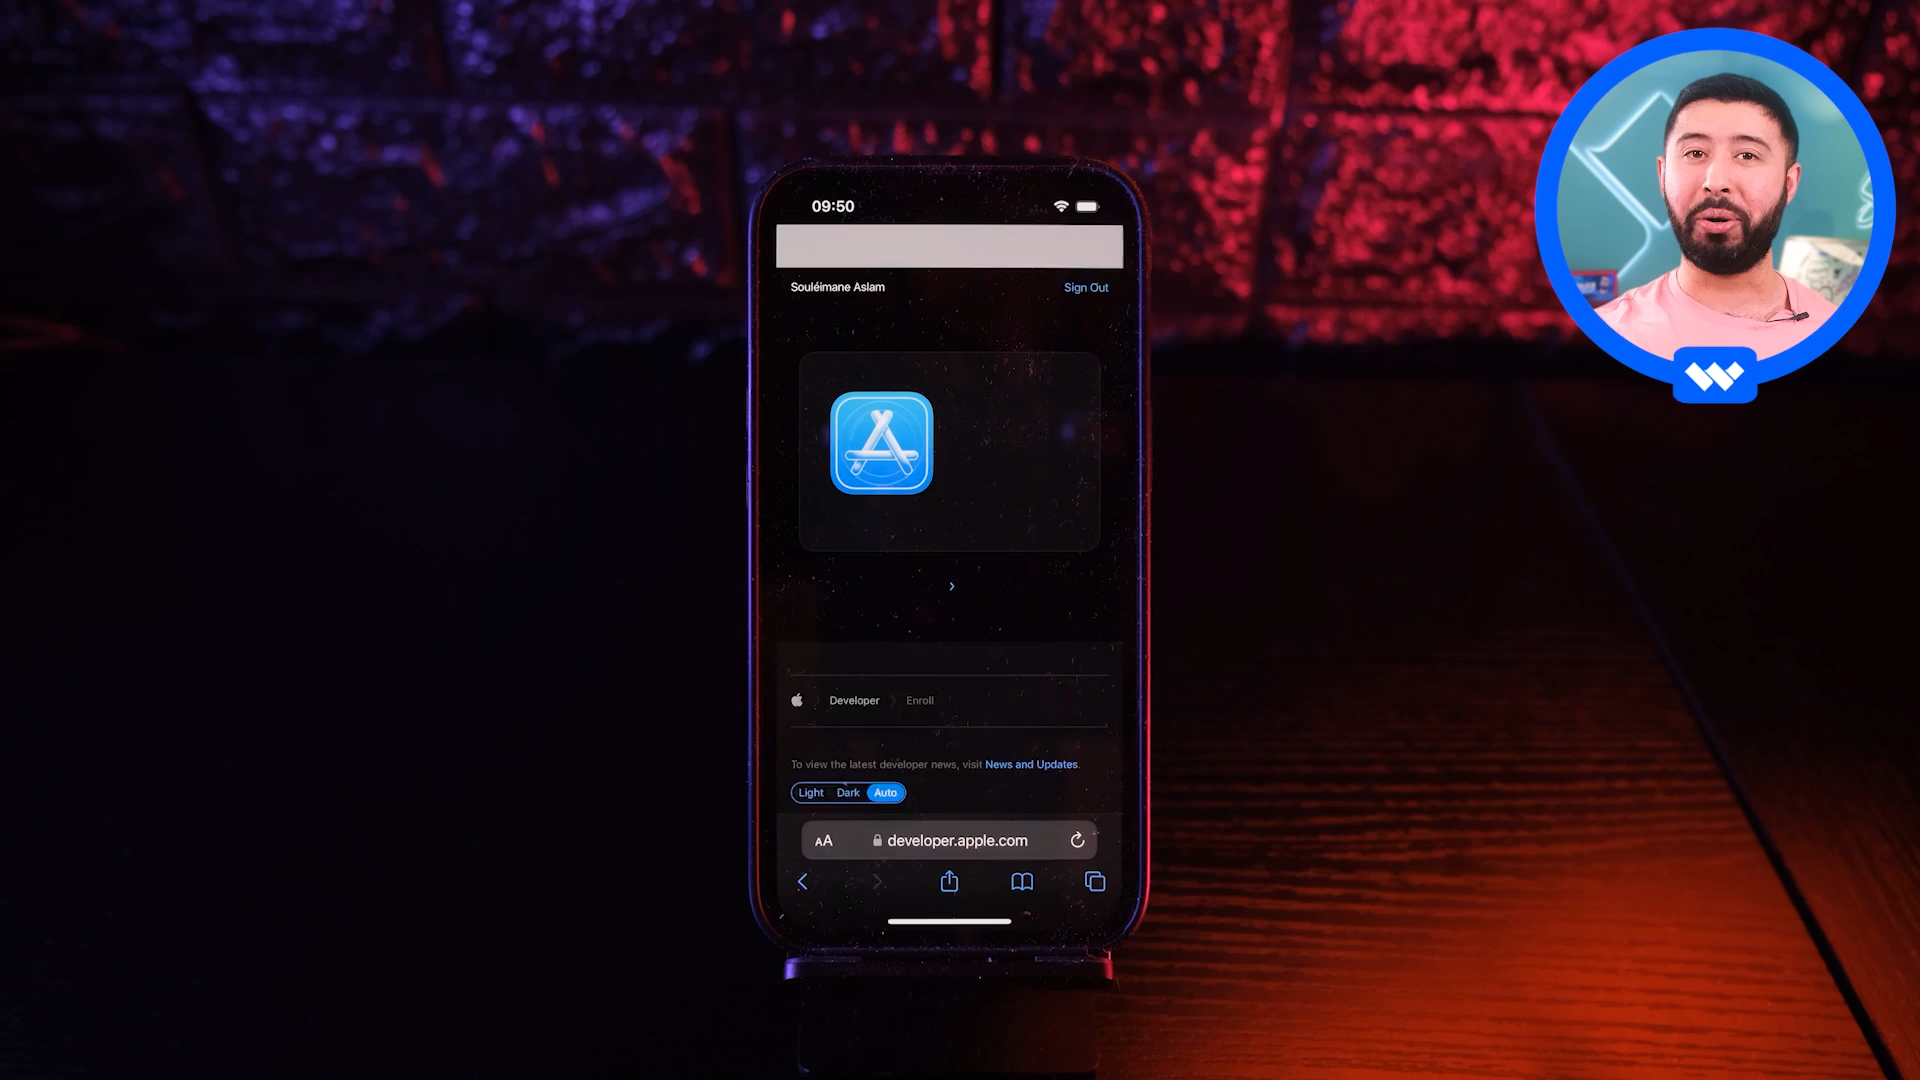 09:50
Souléimane Aslam
Sign Out
Developer
Enroll
To view the latest developer news, visit News and Updates.
Light
Dark
Auto
AA
developer.apple.com